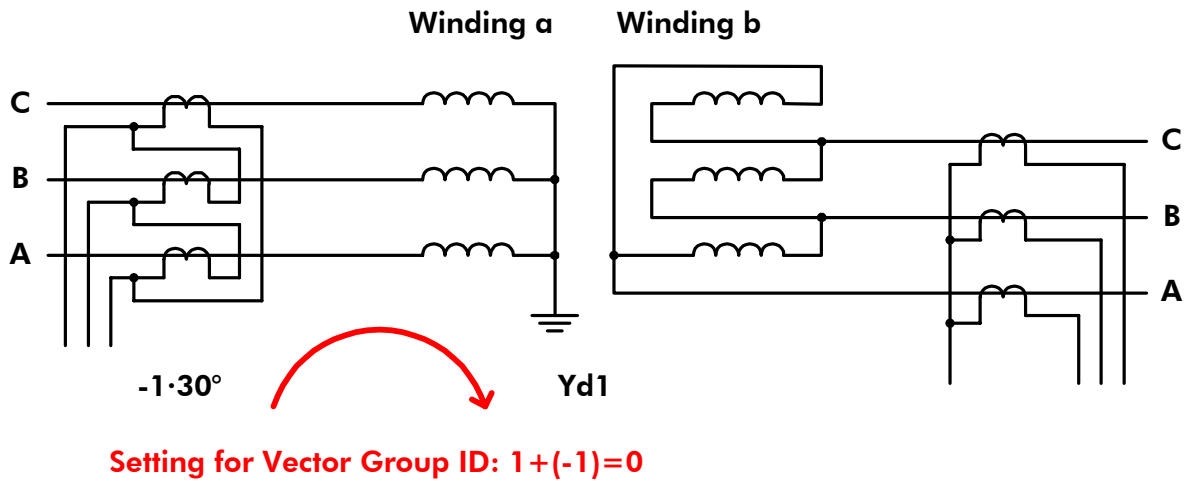 Winding a
Winding b
C
B
A
C
B
A
-1·30°
Yd1
Setting for Vector Group ID: 1+(-1)=0